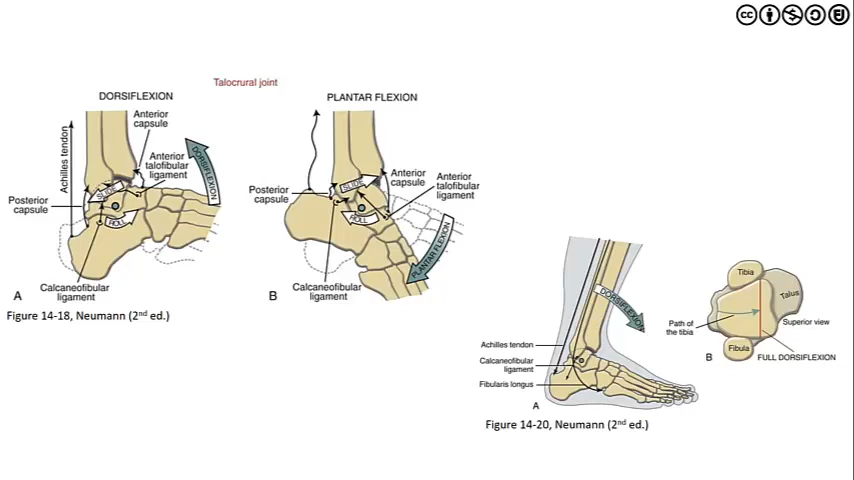 Talocrural joint
DORSIFLEXION
Anterior
capsule
Achilles tendon
Anterior
talofibular
ligament
DORSIFLEXION
Posterior
capsule
SLIDE
ROLL
A
Calcaneofibular
ligament
Figure 14-18, Neumann (2nd ed.)
PLANTAR FLEXION
Posterior
capsule
Anterior
capsule
Anterior
talofibular
ligament
SLIDE
ROLL
PLANTAR FLEXION
B
Calcaneofibular
ligament
DORSIFLEXION
Achilles tendon
Calcaneofibular
ligament
Fibularis longus
A
Figure 14-20, Neumann (2nd ed.)
Tibia
Talus
Path of
the tibia
Superior view
Fibula
B
FULL DORSIFLEXION
cc